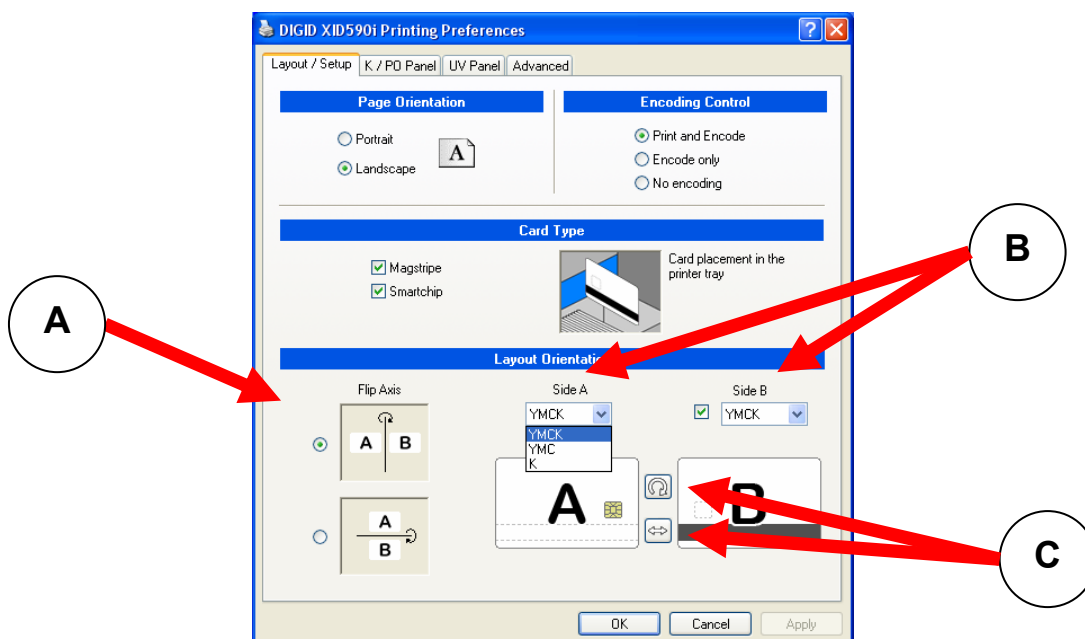 DIGID XID590i Printing Preferences
Layout / Setup K / PO Panel UV Panel Advanced
Page Orientation
Encoding Control
Portrait
Landscape
A
Print and Encode
Encode only
No encoding
Card Type
Magstripe
Smartchip
Card placement in the
printer tray
B
A
Layout Orientatio
Flip Axis
Side A
Side B
A B
YMCK
YMCK
YMC
K
YMCK
A
B
A
B
C
OK Cancel Apply